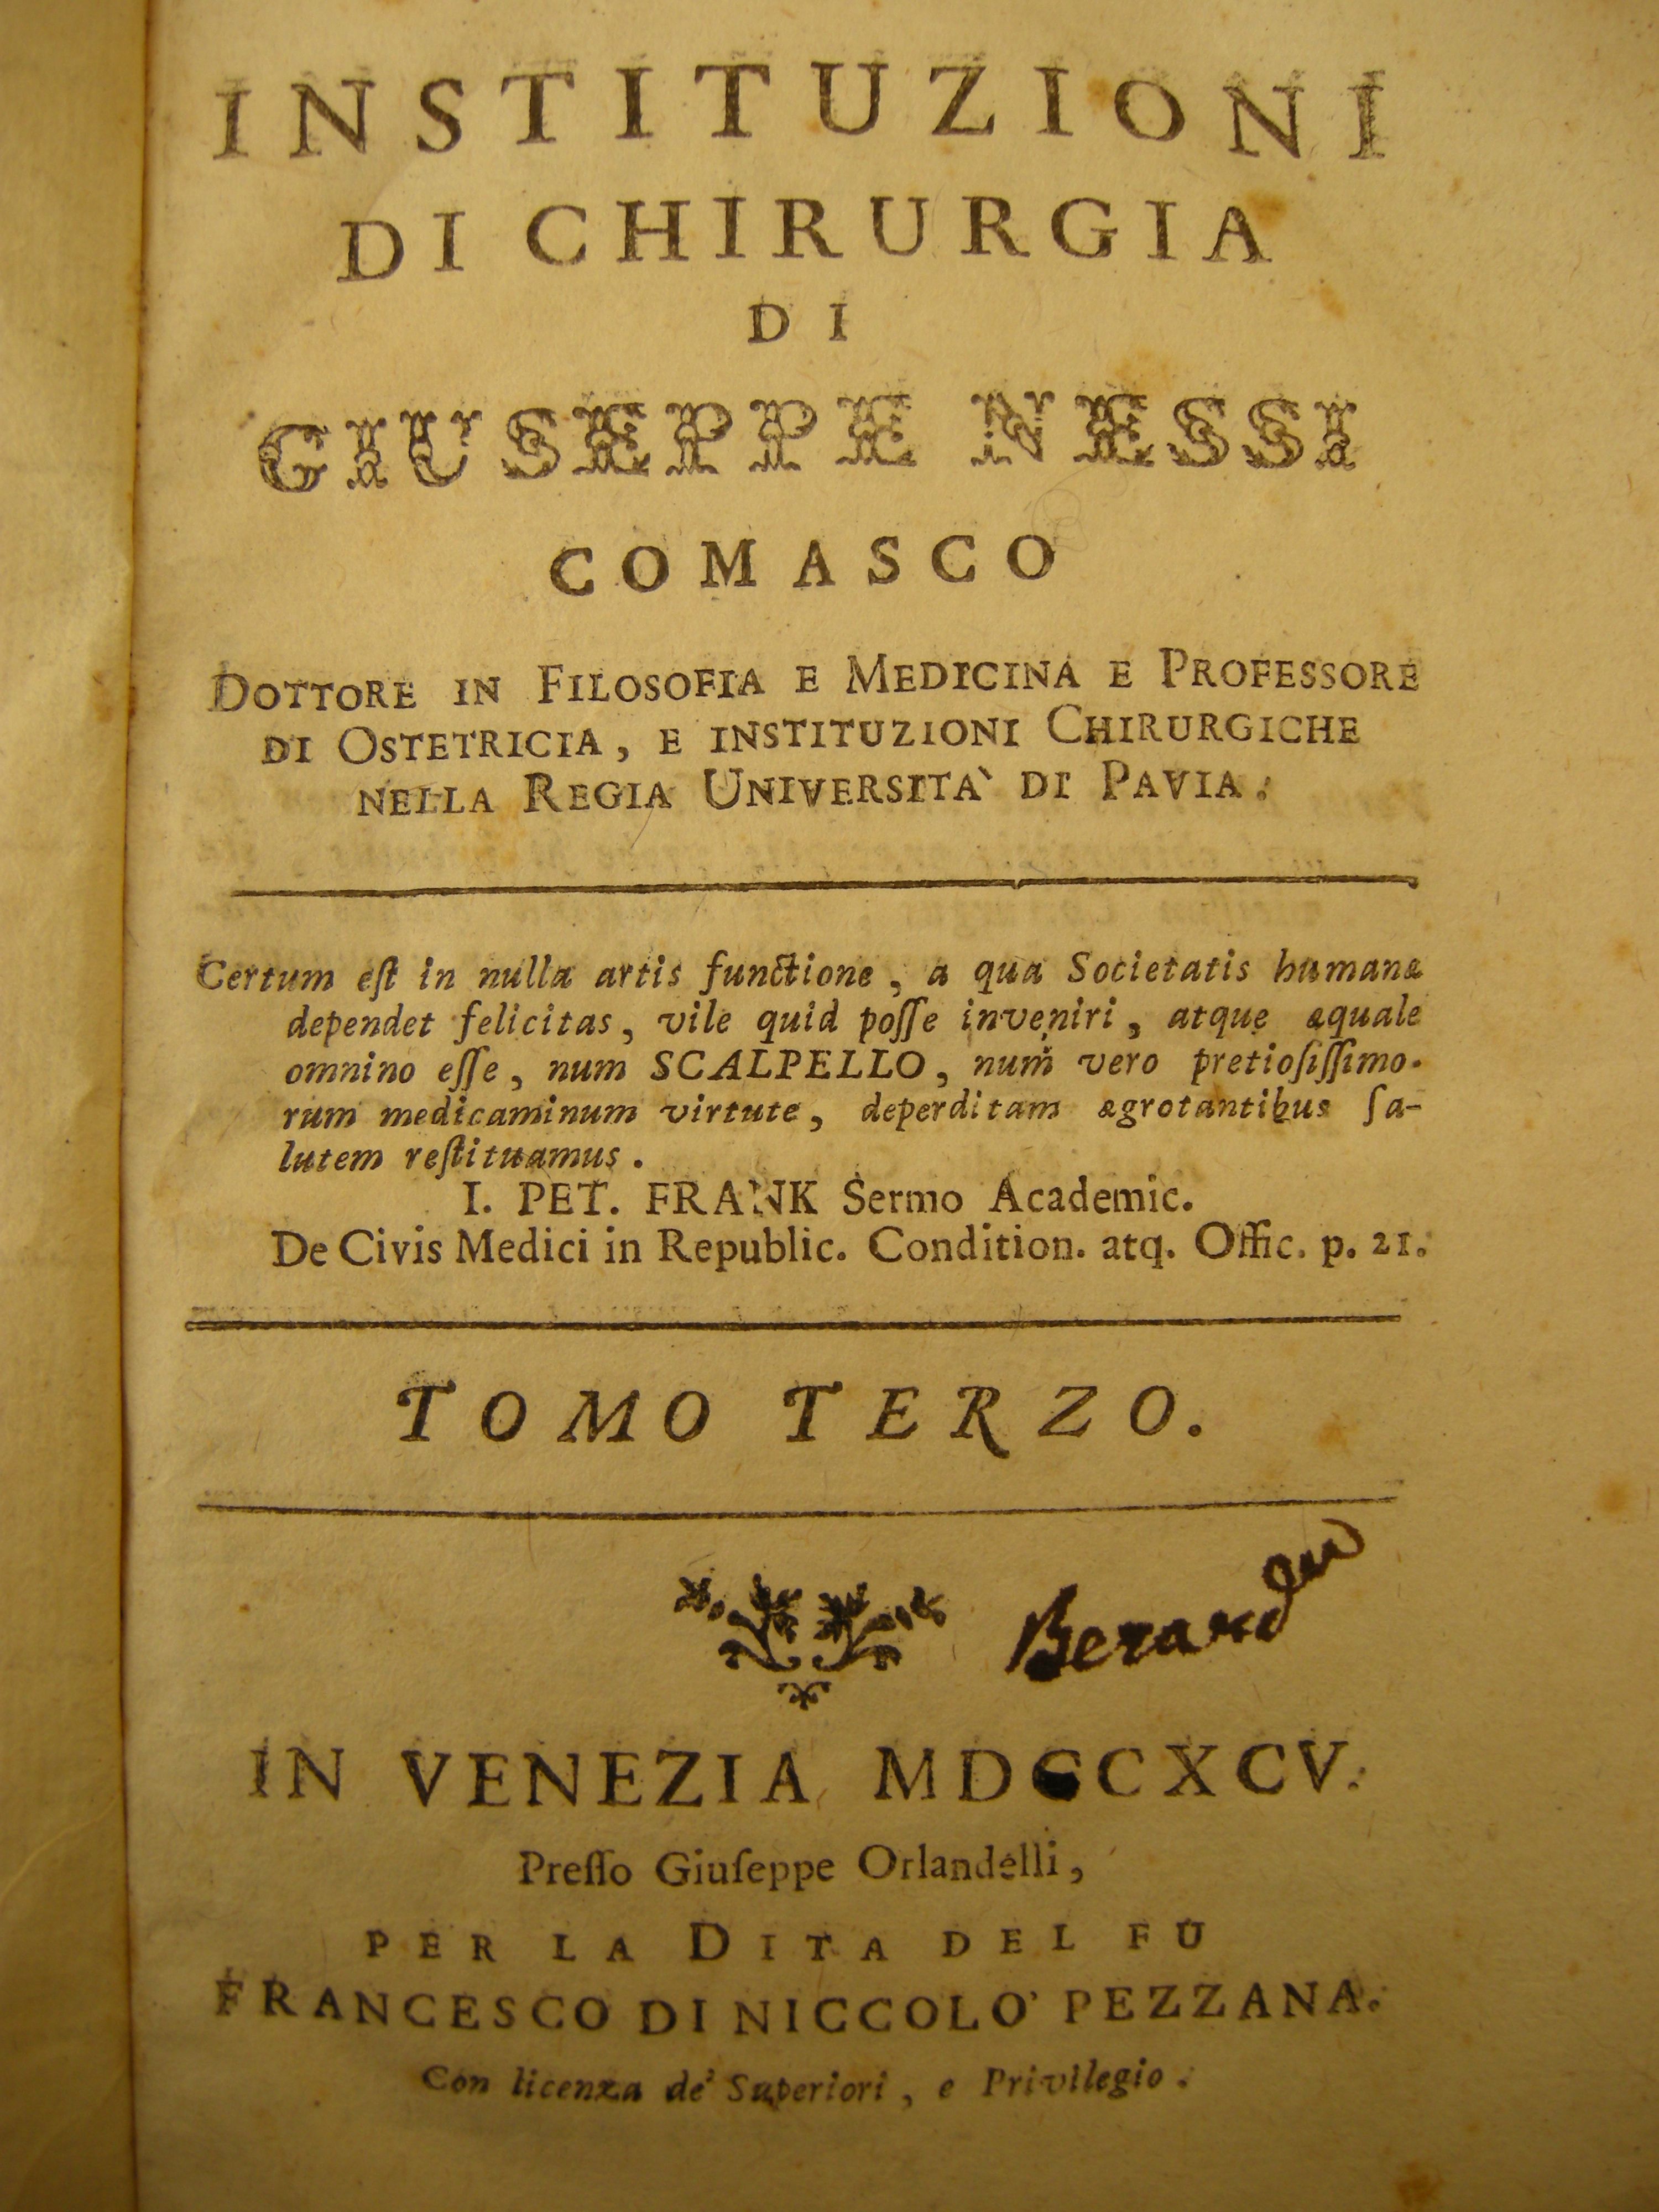 INSTITUZIONI
DI CHIRURGIA
DI
GIUSEPPE NESSI
COMASCO
DOTTORE IN FILOSOFIA E MEDICINA E PROFESSORE
DI OSTETRICIA, E INSTITUZIONI CHIRURGICHE
NELLA REGIA UNIVERSITA` DI PAVIA.
Certum eſt in nulla artis functione, a qua Societatis humanæ
dependet felicitas, vile quid poſſe inveniri, atque æquale
omnino eſſe, num SCALPELLO, num vero pretioſiſſimo-
rum medicaminum virtute, deperditam ægrotantibus ſa-
lutem reſtituamus.
I. PET. FRANK Sermo Academic.
De Civis Medici in Republic. Condition. atq. Offic. p. 21.
TOMO TERZO.
IN VENEZIA MDCCXCV.
Preſſo Giuſeppe Orlandelli,
PER LA DITA DEL FU
FRANCESCO DI NICCOLO' PEZZANA.
Con licenza de' Superiori, e Privilegio.